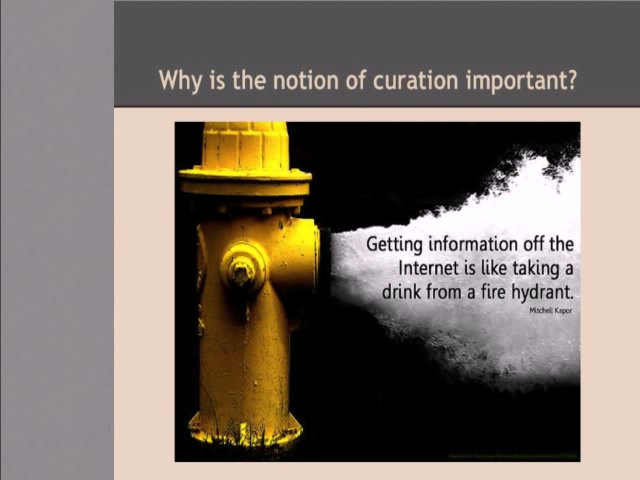 Why is the notion of curation important?
Getting information off the
Internet is like taking a
drink from a fire hydrant.
Mitchell Kapor